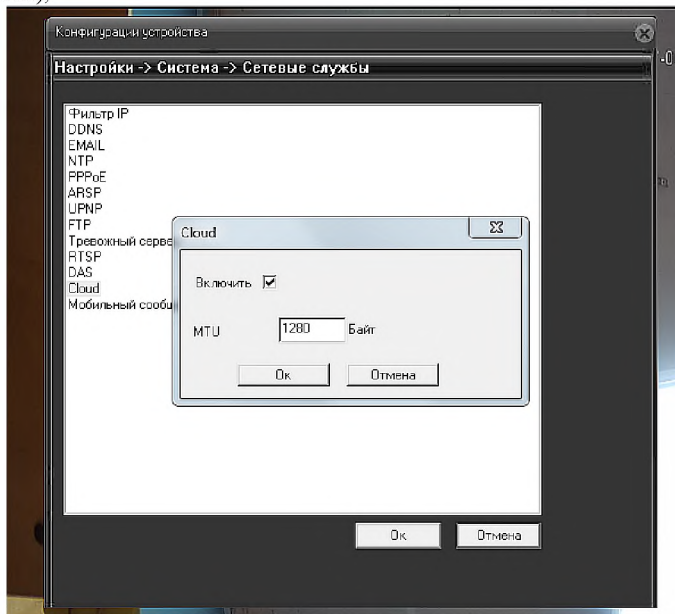 Конфигурации устройства
Настройки -> Система -> Сетевые службы
Фильтр IP
DDNS
EMAIL
NTP
PPPoE
ARSP
UPNP
FTP
Тревожный серве
RTSP
DAS
Cloud
Мобильный сообщ
Cloud
Включить
MTU 1280 Байт
Ок Отмена
Ок Отмена